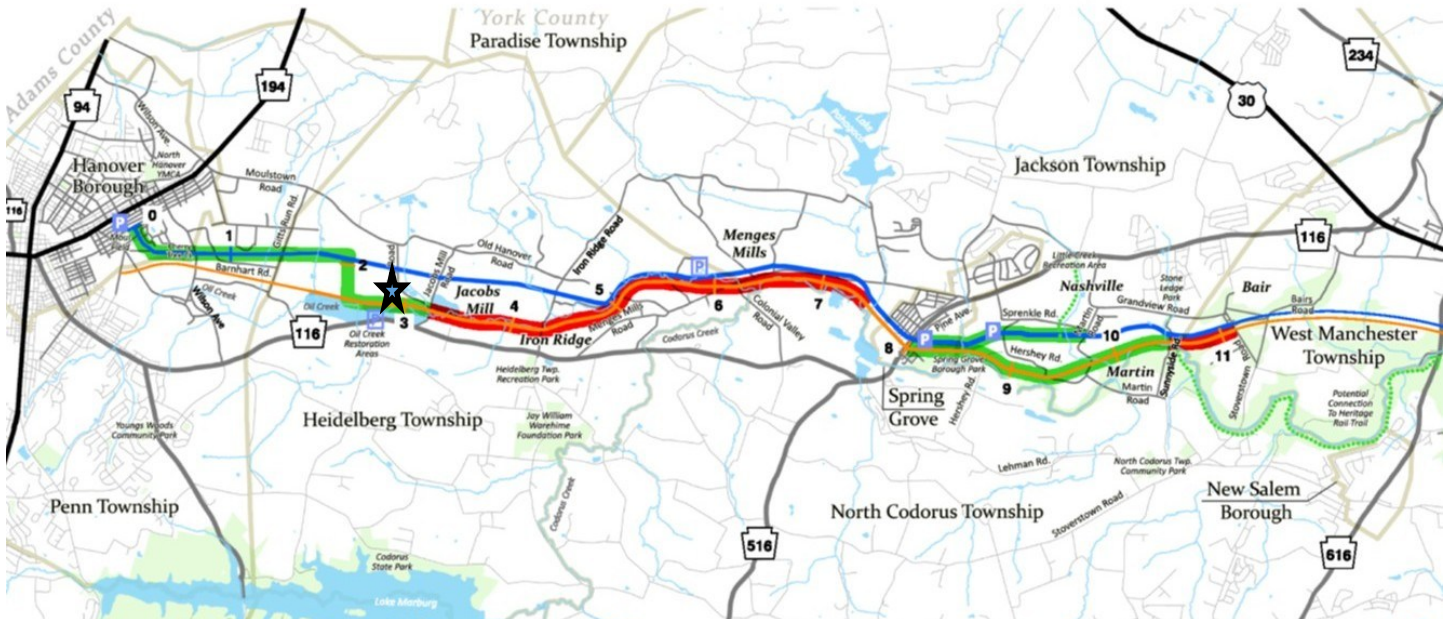 Adams County
York County
Paradise Township
94
194
234
30
Wilson Ave.
North
Hanover
YMCA
Hanover
Borough
Moulstown
Road
Lake
Pahagaco
Jackson Township
116
P
0
1
Gitts Run Rd.
Barnhart Rd.
Oil Creek
Wilson Ave
2
Road
Jacobs Mill
Road
Old Hanover
Road
Iron Ridge Road
Menges
Mills
P
Jacobs
Mill
3
4
5
6
7
Oil Creek
Oil Creek
Restoration
Areas
116
Iron Ridge
Menges Mills
Road
Colonial Valley
Road
Codorus Creek
Heidelberg Twp.
Recreation Park
Little Creek
Recreation Area
116
Nashville
Stone
Ledge
Park
Bair
Grandview Road
Bairs
Road
Pine Ave.
Sprenkle Rd.
Martin
Road
P
P
8
Spring Grove
Borough Park
Hershey Rd.
9
10
Martin
Martin
Road
Sunnyside Rd
11
Stoverstown
Road
West Manchester
Township
Spring
Grove
Hershey Rd.
Potential
Connection
To Heritage
Rail Trail
Heidelberg Township
Youngs Woods
Community Park
Jay William
Warehime
Foundation Park
Codorus Creek
Lehman Rd.
North Codorus Twp.
Community Park
Stoverstown Road
Penn Township
North Codorus Township
New Salem
Borough
516
616
Codorus
State Park
Lake Marburg